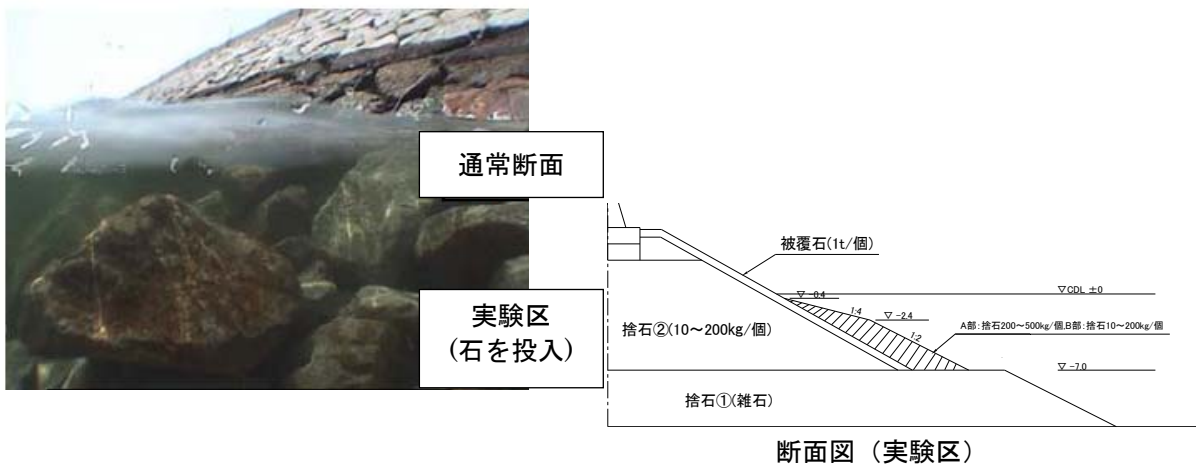 通常断面
実験区
(石を投入)
被覆石(1t/個)
▽CDL ±0
▽ -0.4
1:4
▽ -2.4
1:2
A部：捨石200～500kg/個,B部：捨石10～200kg/個
捨石②(10～200kg/個)
▽ -7.0
捨石①(雑石)
断面図（実験区）